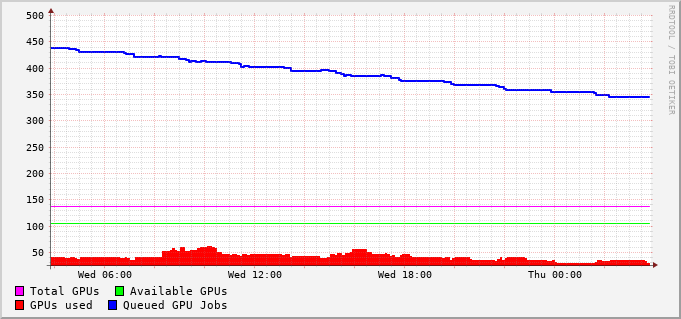 500
450
400
350
300
250
200
150
100
50
Wed 06:00 Wed 12:00 Wed 18:00 Thu 00:00
Total GPUs Available GPUs
GPUs used Queued GPU Jobs
RRDTOOL / TOBI OETIKER